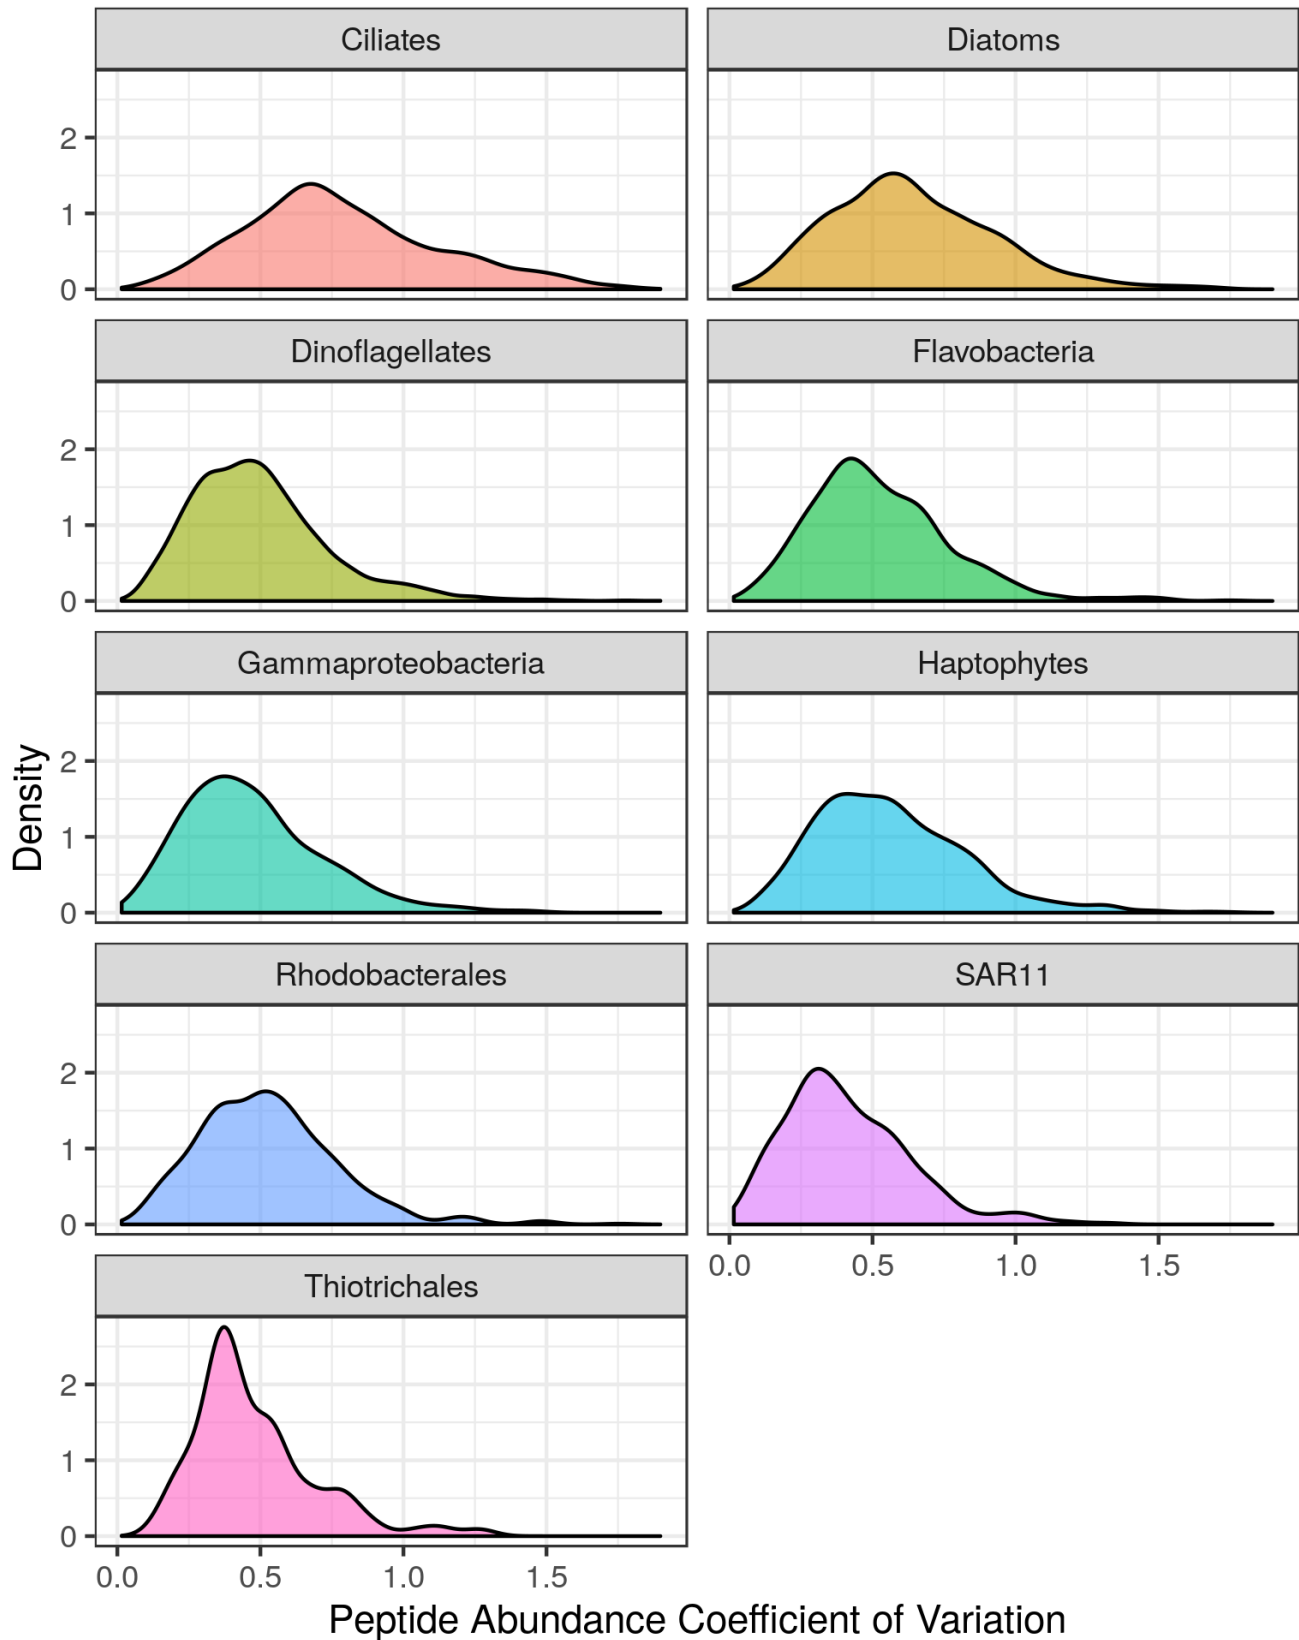 Ciliates
Diatoms
2
1
0
Dinoflagellates
Flavobacteria
2
1
0
Gammaproteobacteria
Haptophytes
2
1
0
Density
Rhodobacterales
SAR11
2
1
0
0.0 0.5 1.0 1.5
Thiotrichales
2
1
0
0.0 0.5 1.0 1.5
Peptide Abundance Coefficient of Variation